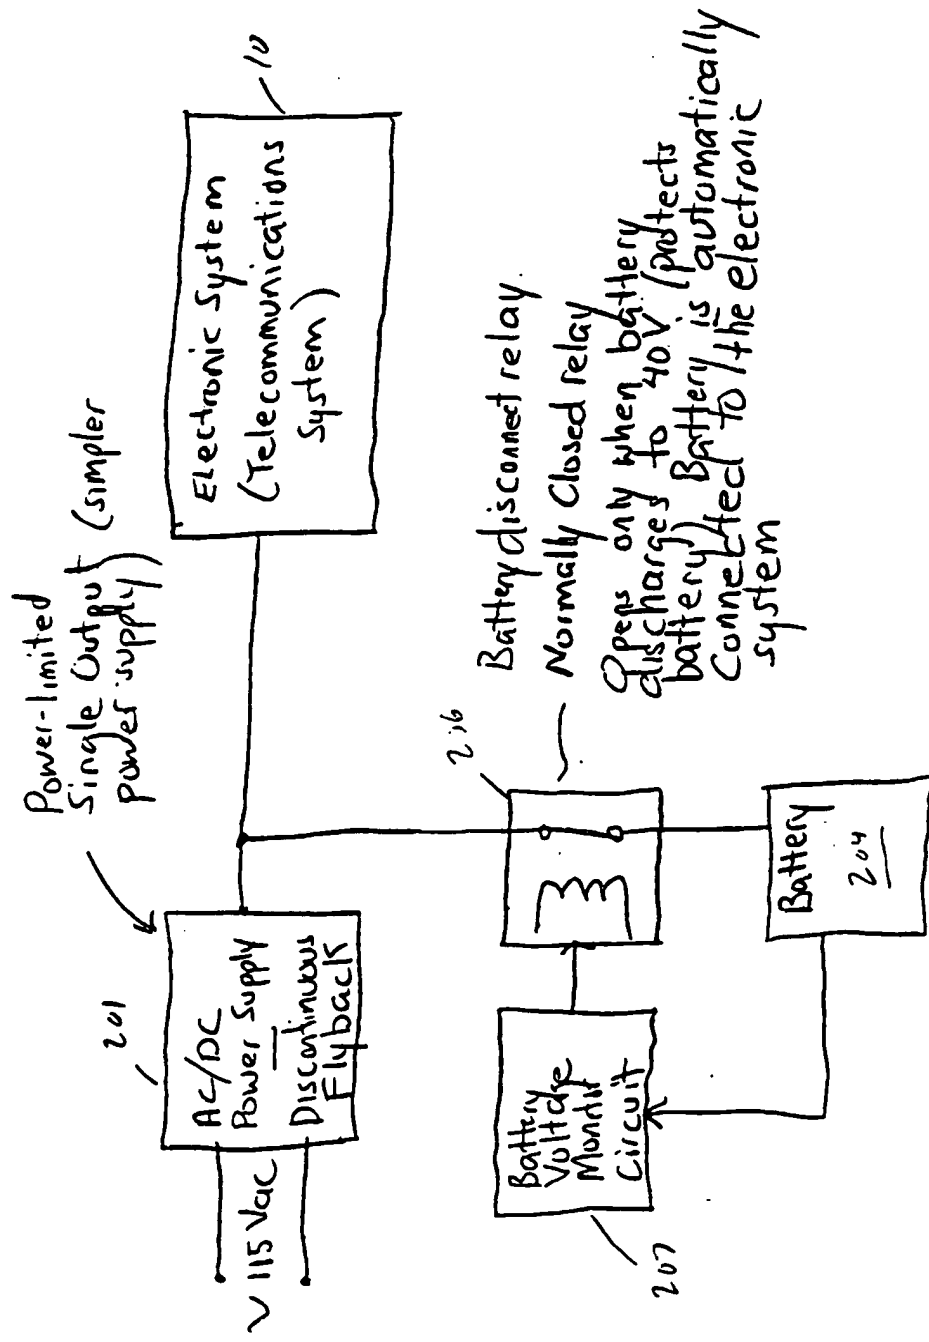 Power-limited
Single Output (simpler
power supply)
201
AC/DC
Power Supply
Discontinuous
Flyback
115 Vac
10
Electronic System
(Telecommunications
System)
Battery disconnect relay
Normally Closed relay
Opens only when battery
discharges to 40V (protects
battery) Battery is automatically
Connected to the electronic
system
216
Battery
Voltage
Monitor
Circuit
207
Battery
204